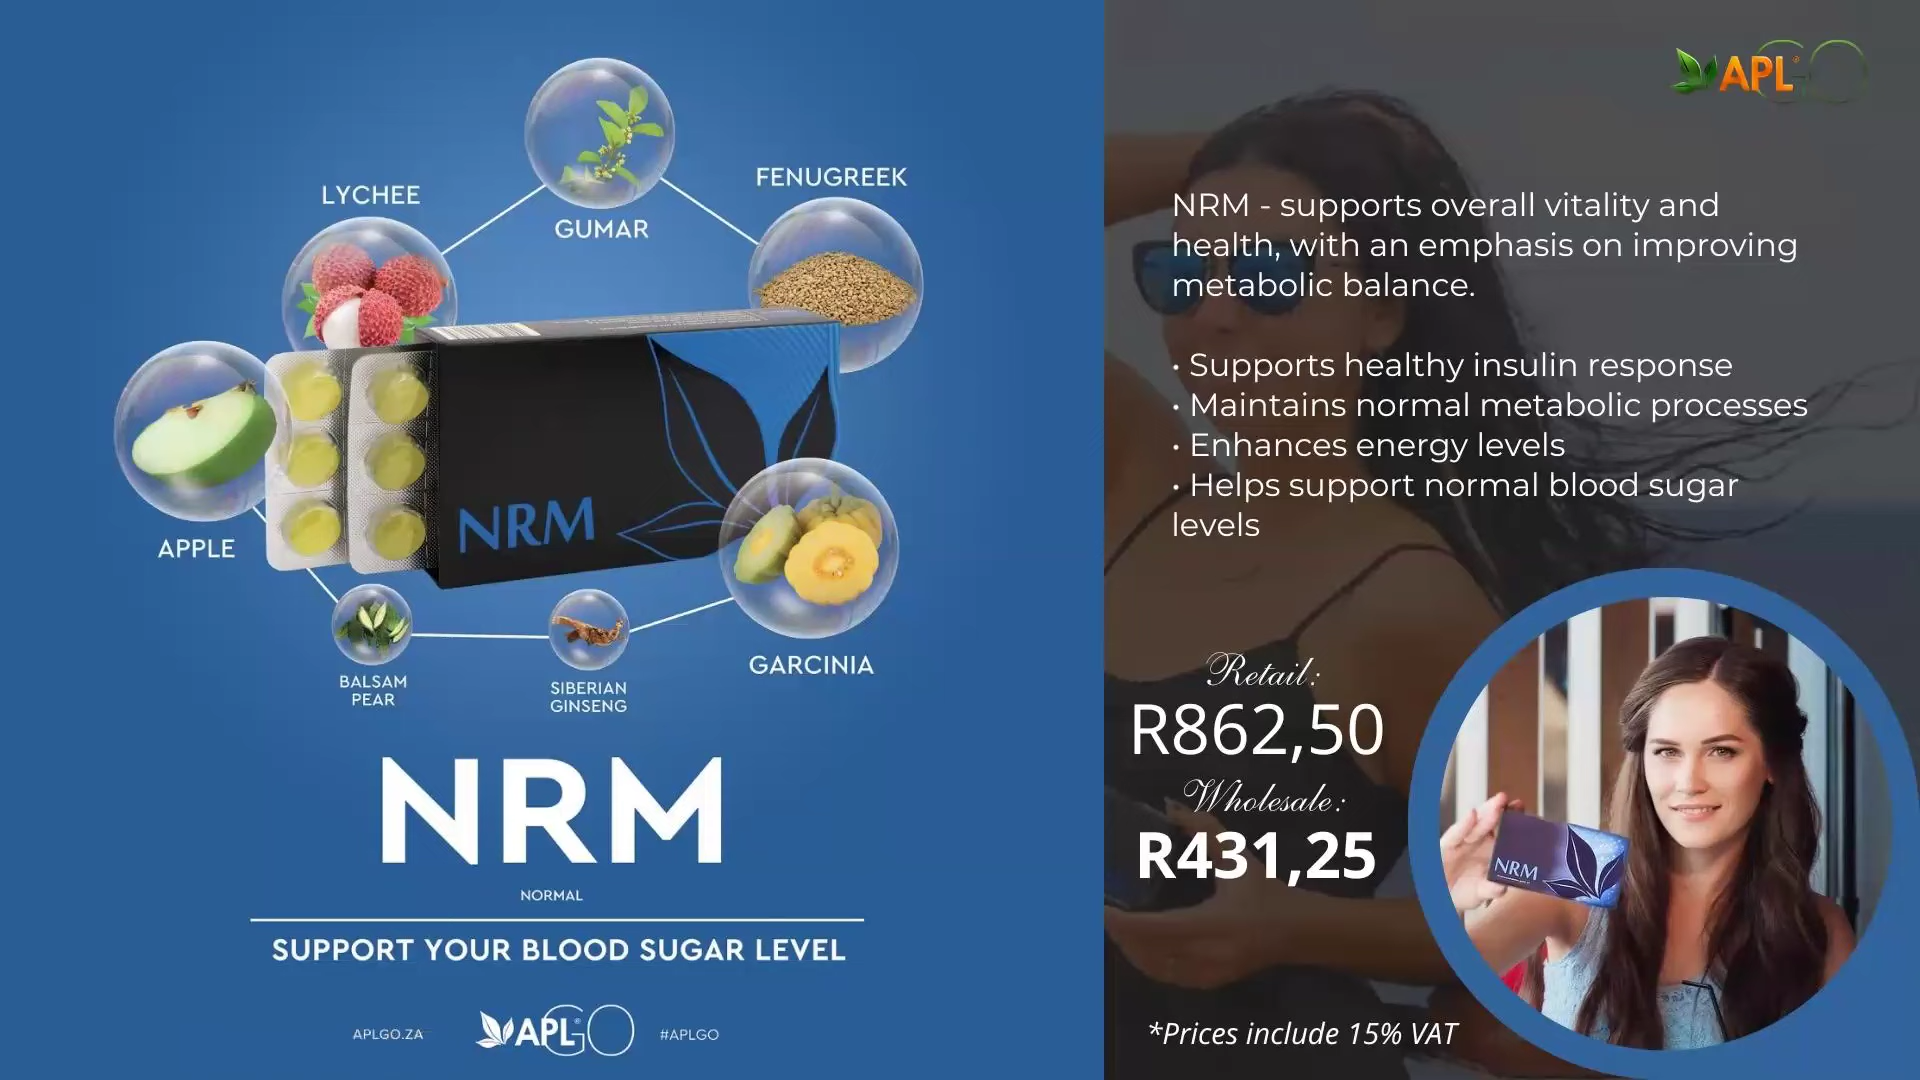 GUMAR
LYCHEE
FENUGREEK
APPLE
NRM
GARCINIA
BALSAM
PEAR
SIBERIAN
GINSENG
NRM
NORMAL
SUPPORT YOUR BLOOD SUGAR LEVEL
APLGO.ZA
APL GO
#APLGO
APL GO
NRM - supports overall vitality and
health, with an emphasis on improving
metabolic balance.
• Supports healthy insulin response
• Maintains normal metabolic processes
• Enhances energy levels
• Helps support normal blood sugar
levels
Retail:
R862,50
Wholesale:
R431,25
NRM
*Prices include 15% VAT